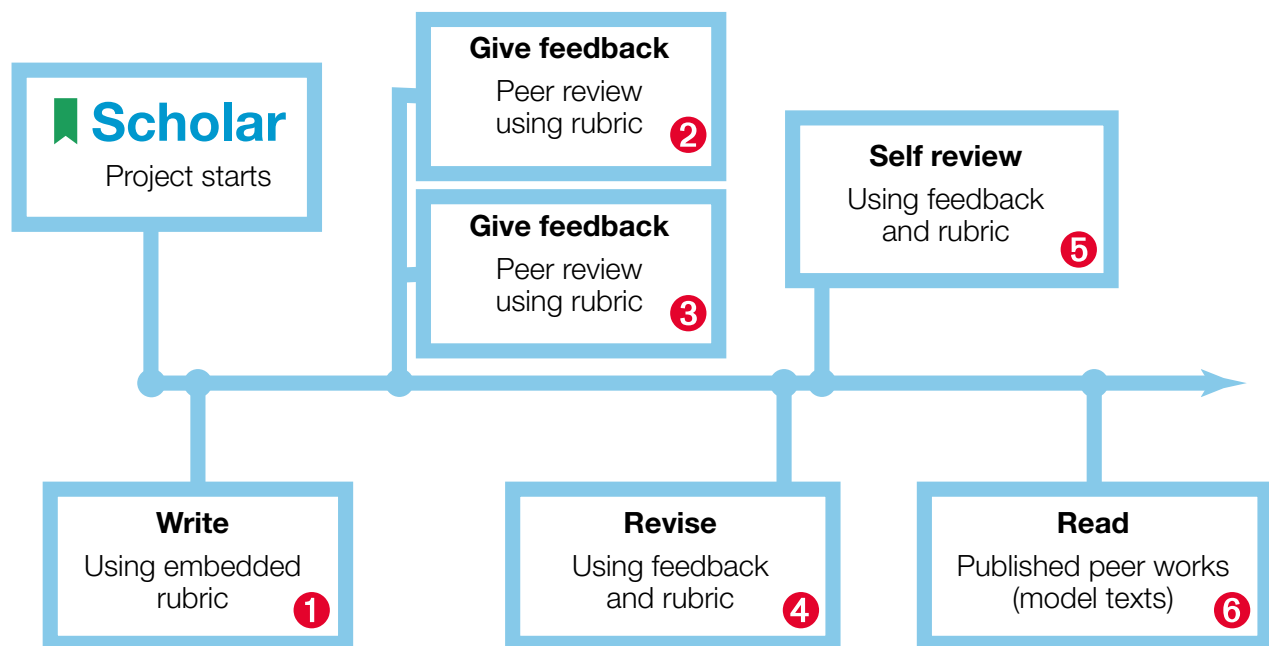 Scholar
Project starts
Give feedback
Peer review
using rubric
2
Give feedback
Peer review
using rubric
3
Self review
Using feedback
and rubric
5
Write
Using embedded
rubric
1
Revise
Using feedback
and rubric
4
Read
Published peer works
(model texts)
6